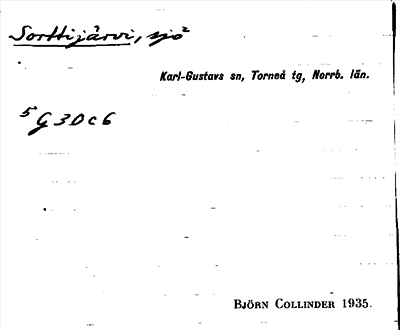 Sorttijärvi, sjö
Karl-Gustavs sn, Torneå tg, Norrb. län.
5 G 3 D c 6
BJÖRN COLLINDER 1935.